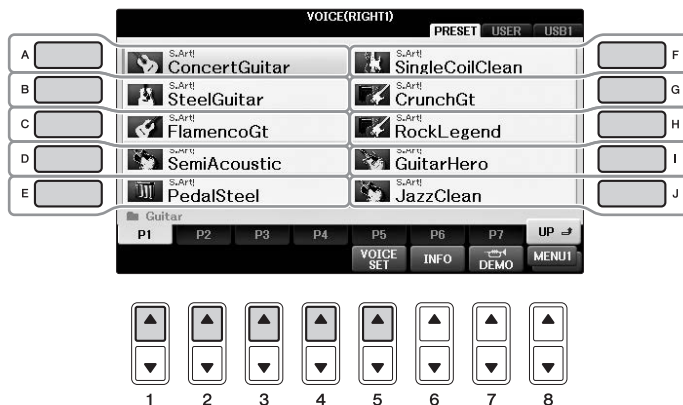 VOICE(RIGHT1)
PRESET USER USB1
A S.Art! ConcertGuitar S.Art! SingleCoilClean F
B S.Art! SteelGuitar S.Art! CrunchGt G
C S.Art! FlamencoGt S.Art! RockLegend H
D S.Art! SemiAcoustic S.Art! GuitarHero I
E S.Art! PedalSteel S.Art! JazzClean J
Guitar
P1 P2 P3 P4 P5 P6 P7 UP
VOICE SET INFO DEMO MENU1
1 2 3 4 5 6 7 8